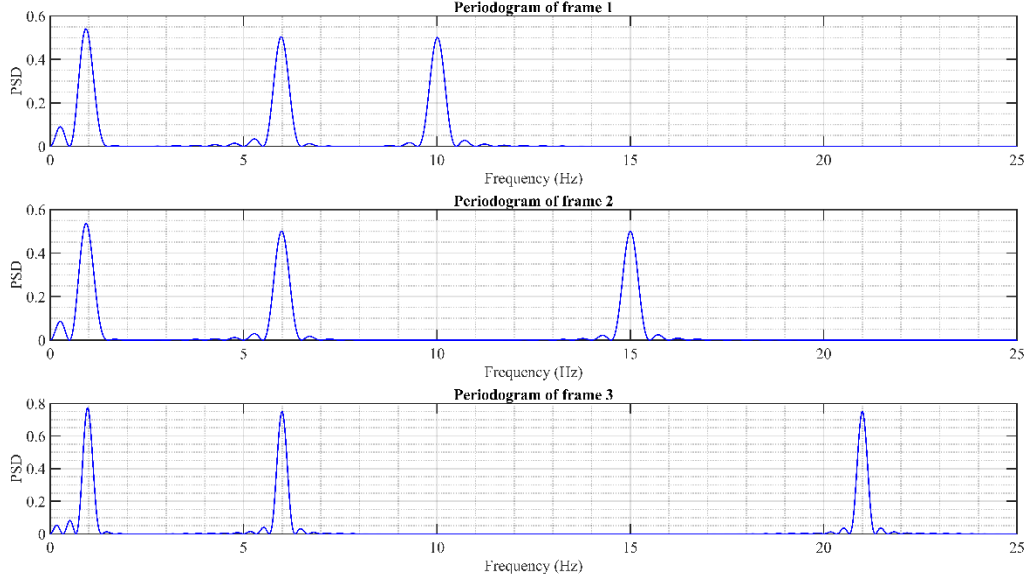 Periodogram of frame 1
0.6
0.4
0.2
0
PSD
0 5 10 15 20 25
Frequency (Hz)
Periodogram of frame 2
0.6
0.4
0.2
0
PSD
0 5 10 15 20 25
Frequency (Hz)
Periodogram of frame 3
0.8
0.6
0.4
0.2
0
PSD
0 5 10 15 20 25
Frequency (Hz)